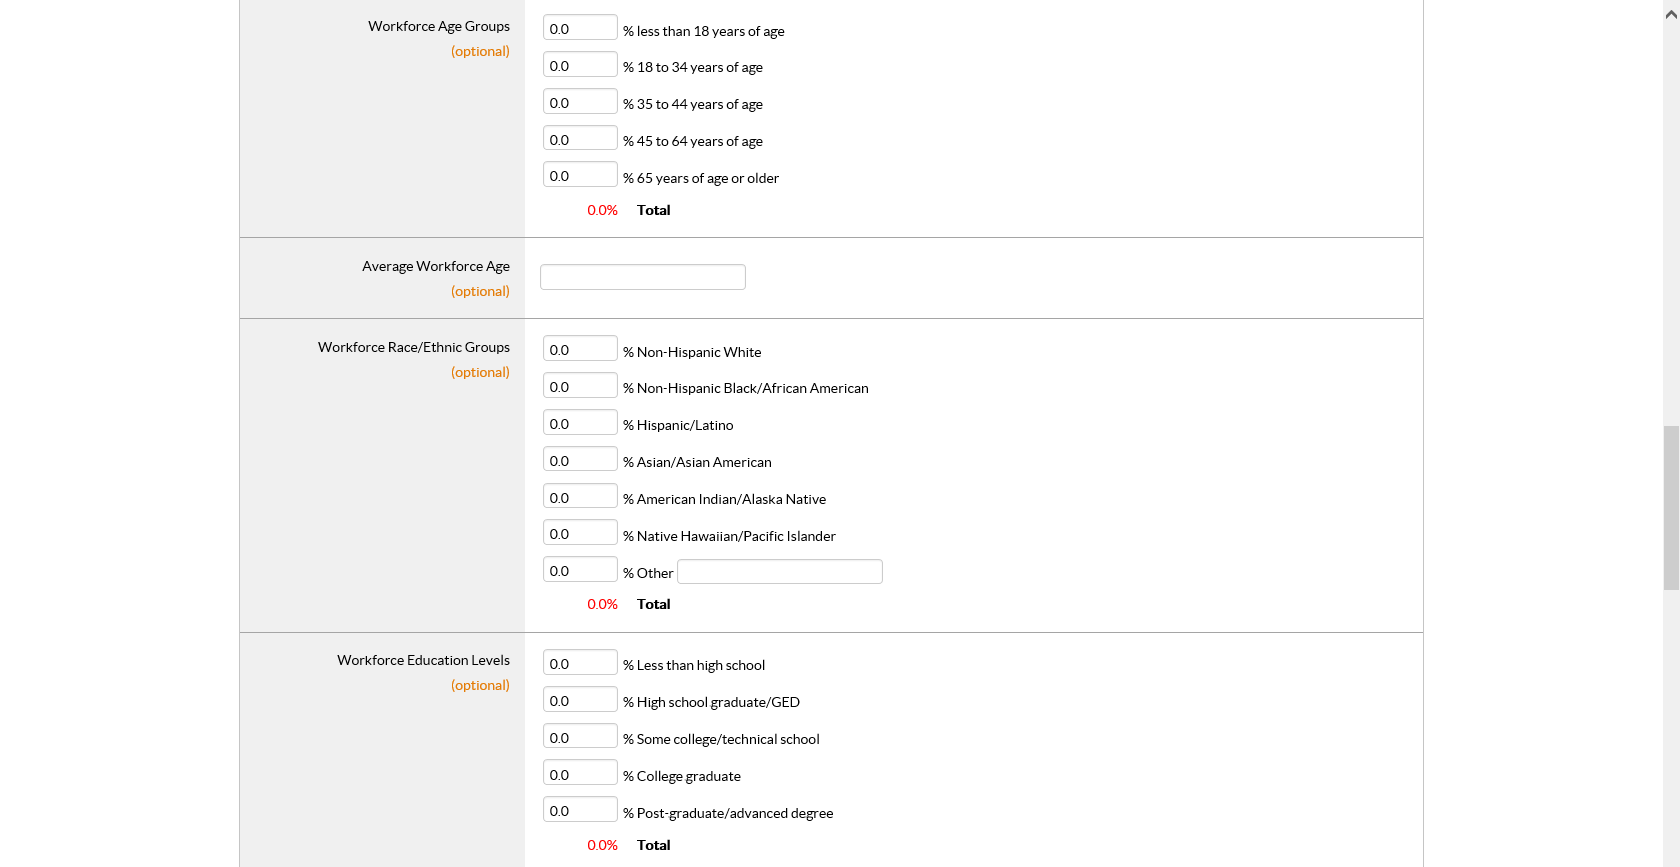 Workforce Age Groups
(optional)
0.0 % less than 18 years of age
0.0 % 18 to 34 years of age
0.0 % 35 to 44 years of age
0.0 % 45 to 64 years of age
0.0 % 65 years of age or older
0.0% Total
Average Workforce Age
(optional)
Workforce Race/Ethnic Groups
(optional)
0.0 % Non-Hispanic White
0.0 % Non-Hispanic Black/African American
0.0 % Hispanic/Latino
0.0 % Asian/Asian American
0.0 % American Indian/Alaska Native
0.0 % Native Hawaiian/Pacific Islander
0.0 % Other
0.0% Total
Workforce Education Levels
(optional)
0.0 % Less than high school
0.0 % High school graduate/GED
0.0 % Some college/technical school
0.0 % College graduate
0.0 % Post-graduate/advanced degree
0.0% Total